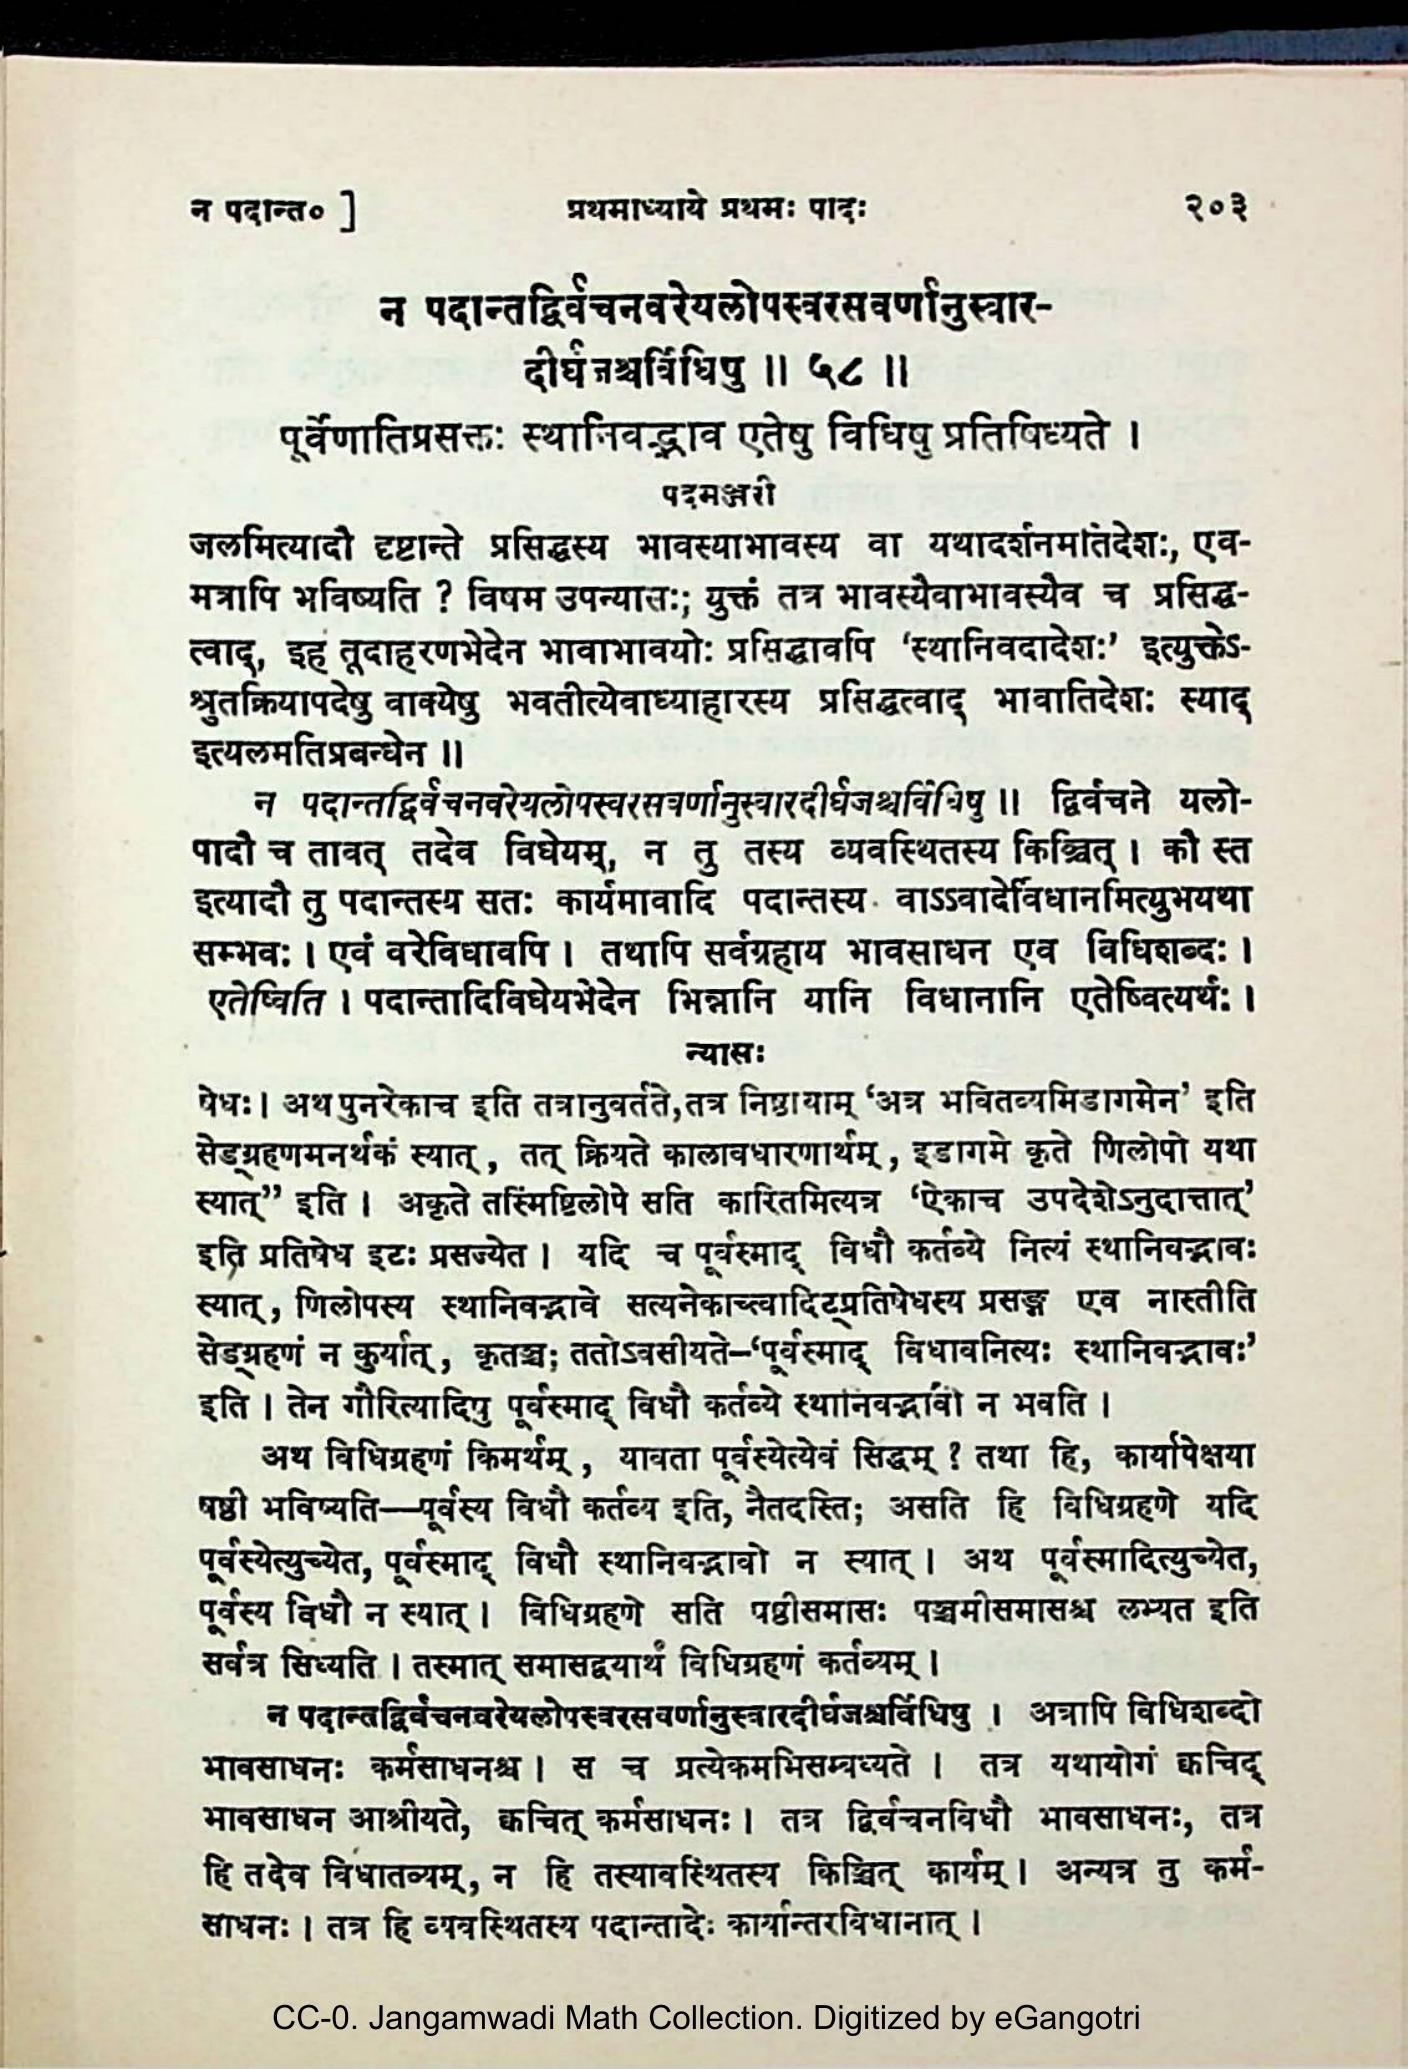 न पदान्त० ]
प्रथमाध्याये प्रथमः पादः
२०३
न पदान्तद्विर्वचनवरेयलोपस्वरसवर्णानुस्वार-
दीर्घजश्चर्विधिषु ॥ ५८ ॥
पूर्वेणातिप्रसक्तः स्थानिवद्भाव एतेषु विधिषु प्रतिषिध्यते ।
पदमञ्जरी
जलमित्यादौ दृष्टान्ते प्रसिद्धस्य भावस्याभावस्य वा यथादर्शनमतिदेशः, एव-
मत्रापि भविष्यति ? विषम उपन्यासः; युक्तं तत्र भावस्यैवाभावस्यैव च प्रसिद्ध-
त्वाद्, इह तूदाहरणभेदेन भावाभावयोः प्रसिद्धावपि ‘स्थानिवदादेशः’ इत्युक्तेऽ-
श्रुतक्रियापदेषु वाक्येषु भवतीत्येवाध्याहारस्य प्रसिद्धत्वाद् भावातिदेशः स्याद्
इत्यलमतिप्रबन्धेन ॥
न पदान्तद्विर्वचनवरेयलोपस्वरसवर्णानुस्वारदीर्घजश्चर्विधिषु ॥ द्विर्वचने यलो-
पादौ च तावत् तदेव विधेयम्, न तु तस्य व्यवस्थितस्य किञ्चित् । कौ स्त
इत्यादौ तु पदान्तस्य सतः कार्यमावादि पदान्तस्य वाऽऽवादेर्विधानमित्युभयथा
सम्भवः । एवं वरेविधावपि । तथापि सर्वग्रहाय भावसाधन एव विधिशब्दः ।
एतेष्विति । पदान्तादिविधेयभेदेन भिन्नानि यानि विधानानि एतेष्वित्यर्थः ।
न्यासः
षेधः। अथ पुनरेकाच इति तत्रानुवर्तते,तत्र निष्ठायाम् ‘अत्र भवितव्यमिडागमेन’ इति
सेड्ग्रहणमनर्थकं स्यात् , तत् क्रियते कालावधारणार्थम् , इडागमे कृते णिलोपो यथा
स्यात्” इति । अकृते तस्मिंष्टिलोपे सति कारितमित्यत्र ‘ऐकाच उपदेशेऽनुदात्तात्’
इति प्रतिषेध इटः प्रसज्येत । यदि च पूर्वस्माद् विधौ कर्तव्ये नित्यं स्थानिवद्भावः
स्यात् , णिलोपस्य स्थानिवद्भावे सत्यनेकाच्त्वादिट्प्रतिषेधस्य प्रसङ्ग एव नास्तीति
सेड्ग्रहणं न कुर्यात् , कृतञ्च; ततोऽवसीयते–‘पूर्वस्माद् विधावनित्यः स्थानिवद्भावः’
इति । तेन गौरित्यादिषु पूर्वस्माद् विधौ कर्तव्ये स्थानिवद्भावो न भवति ।
अथ विधिग्रहणं किमर्थम् , यावता पूर्वस्येत्येवं सिद्धम् ? तथा हि, कार्यापेक्षया
षष्ठी भविष्यति—पूर्वस्य विधौ कर्तव्य इति, नैतदस्ति; असति हि विधिग्रहणे यदि
पूर्वस्येत्युच्येत, पूर्वस्माद् विधौ स्थानिवद्भावो न स्यात् । अथ पूर्वस्मादित्युच्येत,
पूर्वस्य विधौ न स्यात् । विधिग्रहणे सति षष्ठीसमासः पञ्चमीसमासश्च लभ्यत इति
सर्वत्र सिध्यति । तस्मात् समासद्वयार्थं विधिग्रहणं कर्तव्यम् ।
न पदान्तद्विर्वचनवरेयलोपस्वरसवर्णानुस्वारदीर्घजश्चर्विधिषु । अत्रापि विधिशब्दो
भावसाधनः कर्मसाधनश्च । स च प्रत्येकमभिसम्बध्यते । तत्र यथायोगं क्वचिद्
भावसाधन आश्रीयते, क्वचित् कर्मसाधनः । तत्र द्विर्वचनविधौ भावसाधनः, तत्र
हि तदेव विधातव्यम्, न हि तस्यावस्थितस्य किञ्चित् कार्यम् । अन्यत्र तु कर्म-
साधनः । तत्र हि व्यवस्थितस्य पदान्तादेः कार्यान्तरविधानात् ।
CC-0. Jangamwadi Math Collection. Digitized by eGangotri